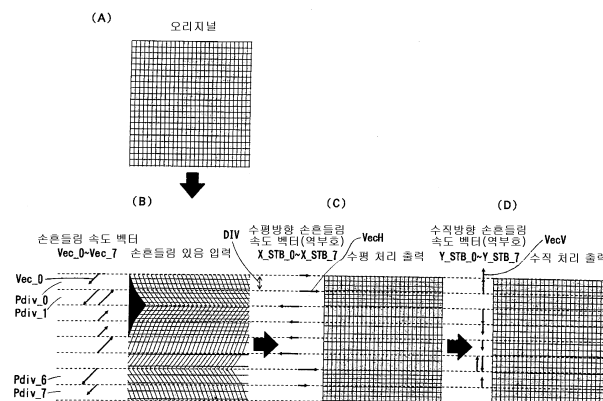 (A)
오리지널
(B)
(C)
(D)
손흔들림 속도 벡터
Vec_0~Vec_7
손흔들림 있음 입력
DIV
수평방향 손흔들림
속도 벡터(역부호)
X_STB_0~X_STB_7
VecH
수평 처리 출력
수직방향 손흔들림
속도 벡터(역부호)
Y_STB_0~Y_STB_7
VecV
수직 처리 출력
Vec_0
Pdiv_0
Pdiv_1
Pdiv_6
Pdiv_7